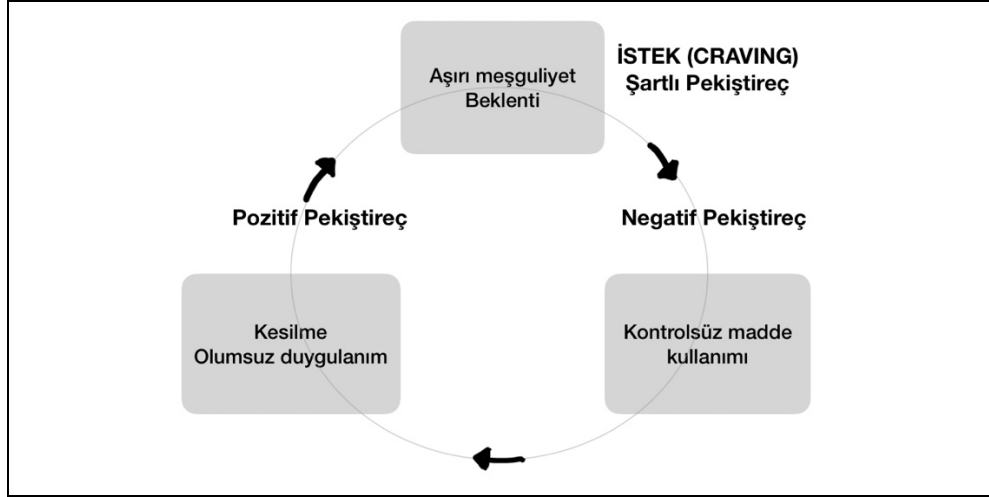 Aşırı meşguliyet
Beklenti
İSTEK (CRAVING)
Şartlı Pekiştireç
Pozitif Pekiştireç
Negatif Pekiştireç
Kesilme
Olumsuz duygulanım
Kontrolsüz madde
kullanımı